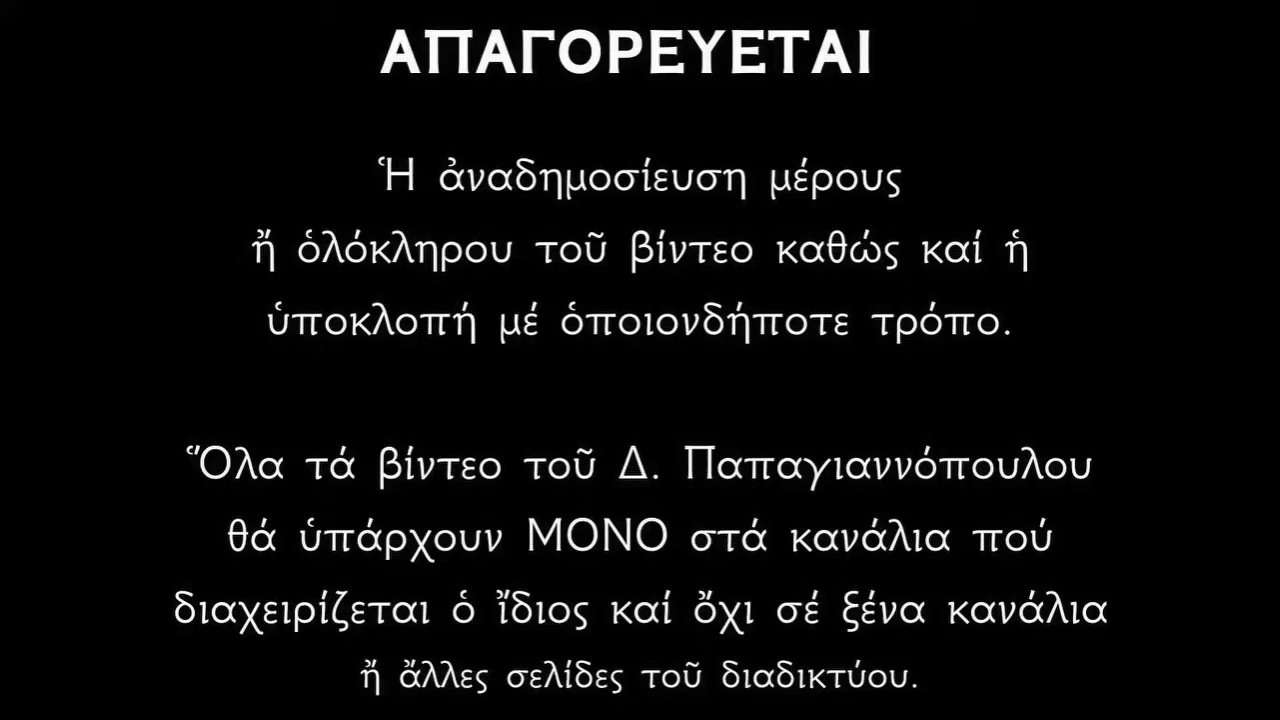 ΑΠΑΓΟΡΕΥΕΤΑΙ
Ἡ ἀναδημοσίευση μέρους
ἤ ὁλόκληρου τοῦ βίντεο καθώς καί ἡ
ὑποκλοπή μέ ὁποιονδήποτε τρόπο.
Ὅλα τά βίντεο τοῦ Δ. Παπαγιαννόπουλου
θά ὑπάρχουν ΜΟΝΟ στά κανάλια πού
διαχειρίζεται ὁ ἴδιος καί ὄχι σέ ξένα κανάλια
ἤ ἄλλες σελίδες τοῦ διαδικτύου.